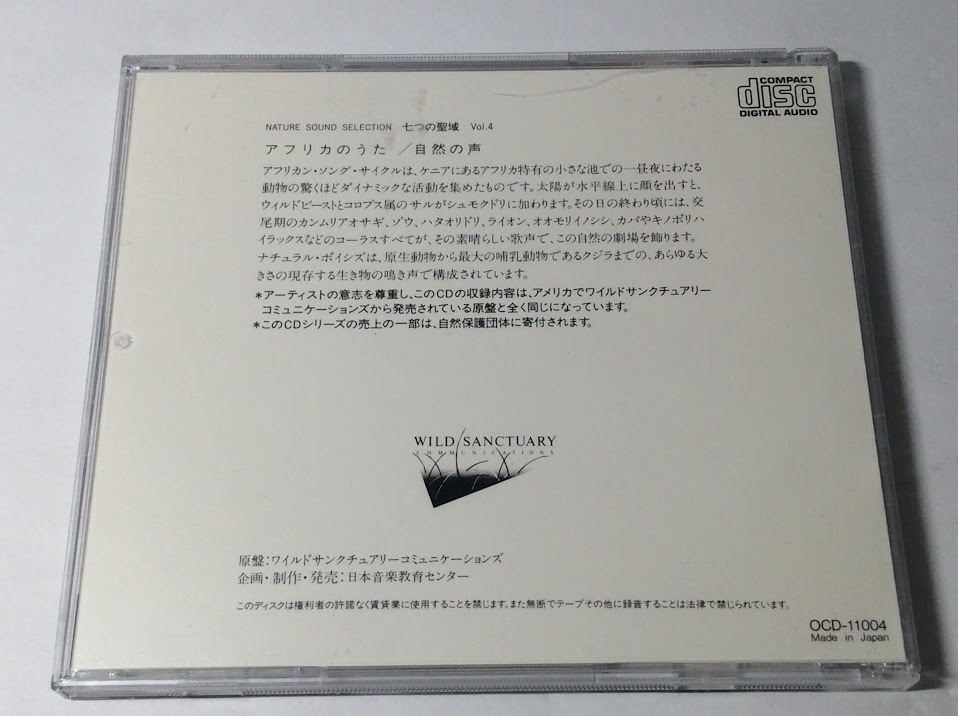 COMPACT
disc
DIGITAL AUDIO
NATURE SOUND SELECTION 七つの聖域 Vol.4
アフリカのうた ／自然の声
アフリカン・ソング・サイクルは、ケニアにあるアフリカ特有の小さな池での一昼夜にわたる
動物の驚くほどダイナミックな活動を集めたものです。太陽が水平線上に顔を出すと、
ウィルドビーストとコロブス属のサルがシュモクドリに加わります。その日の終わり頃には、交
尾期のカンムリアオサギ、ゾウ、ハタオリドリ、ライオン、オオモリイノシシ、カバやキノボリハ
イラックスなどのコーラスすべてが、その素晴らしい歌声で、この自然の劇場を飾ります。
ナチュラル・ボイシズは、原生動物から最大の哺乳動物であるクジラまでの、あらゆる大
きさの現存する生き物の鳴き声で構成されています。
*アーティストの意志を尊重し、このCDの収録内容は、アメリカでワイルドサンクチュアリー
コミュニケーションズから発売されている原盤と全く同じになっています。
*このCDシリーズの売上の一部は、自然保護団体に寄付されます。
WILD SANCTUARY
COMMUNICATIONS
原盤：ワイルドサンクチュアリーコミュニケーションズ
企画・制作・発売：日本音楽教育センター
このディスクは権利者の許諾なく賃貸業に使用することを禁じます。また無断でテープその他に録音することは法律で禁じられています。
OCD-11004
Made in Japan